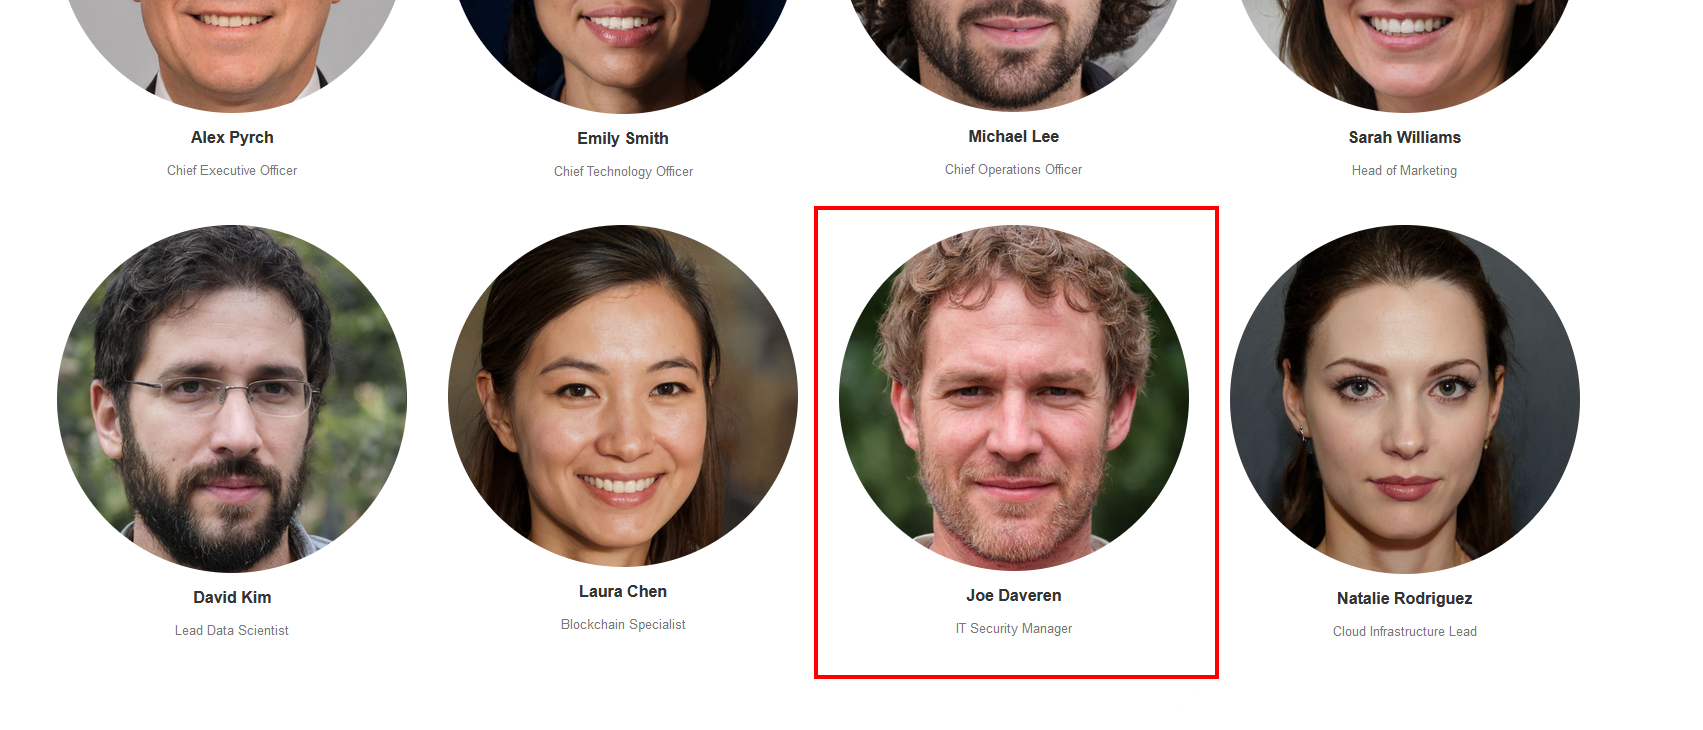 Alex Pyrch
Chief Executive Officer
Emily Smith
Chief Technology Officer
Michael Lee
Chief Operations Officer
Sarah Williams
Head of Marketing
David Kim
Lead Data Scientist
Laura Chen
Blockchain Specialist
Joe Daveren
IT Security Manager
Natalie Rodriguez
Cloud Infrastructure Lead